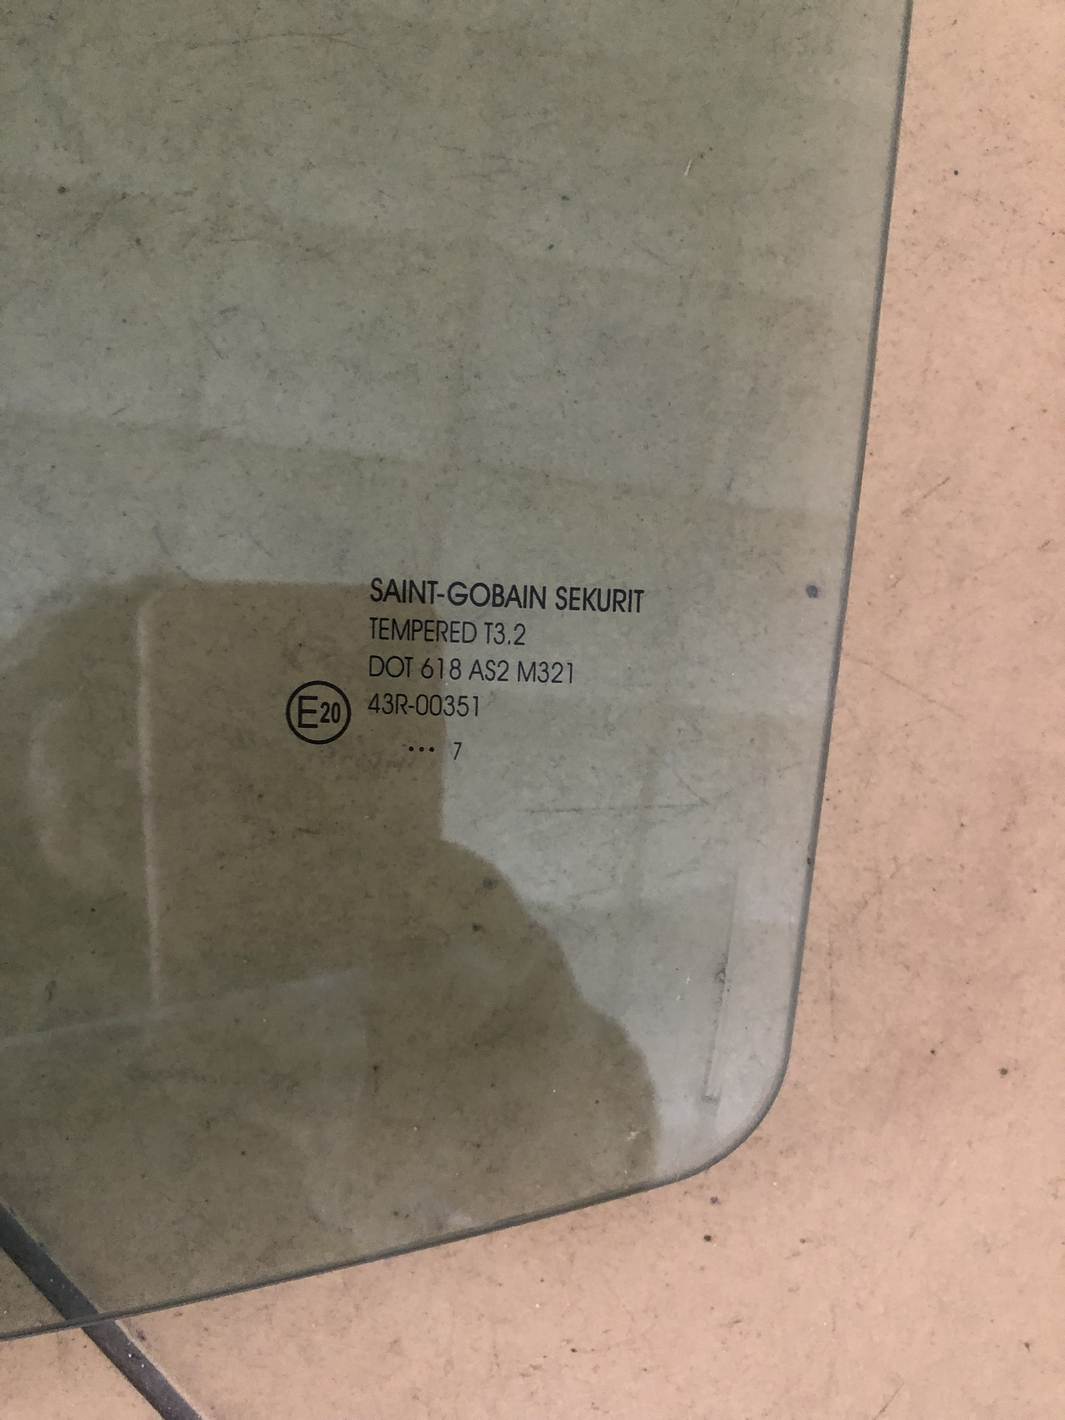 SAINT-GOBAIN SEKURIT
TEMPERED T3.2
DOT 618 AS2 M321
E20 43R-00351
... 7